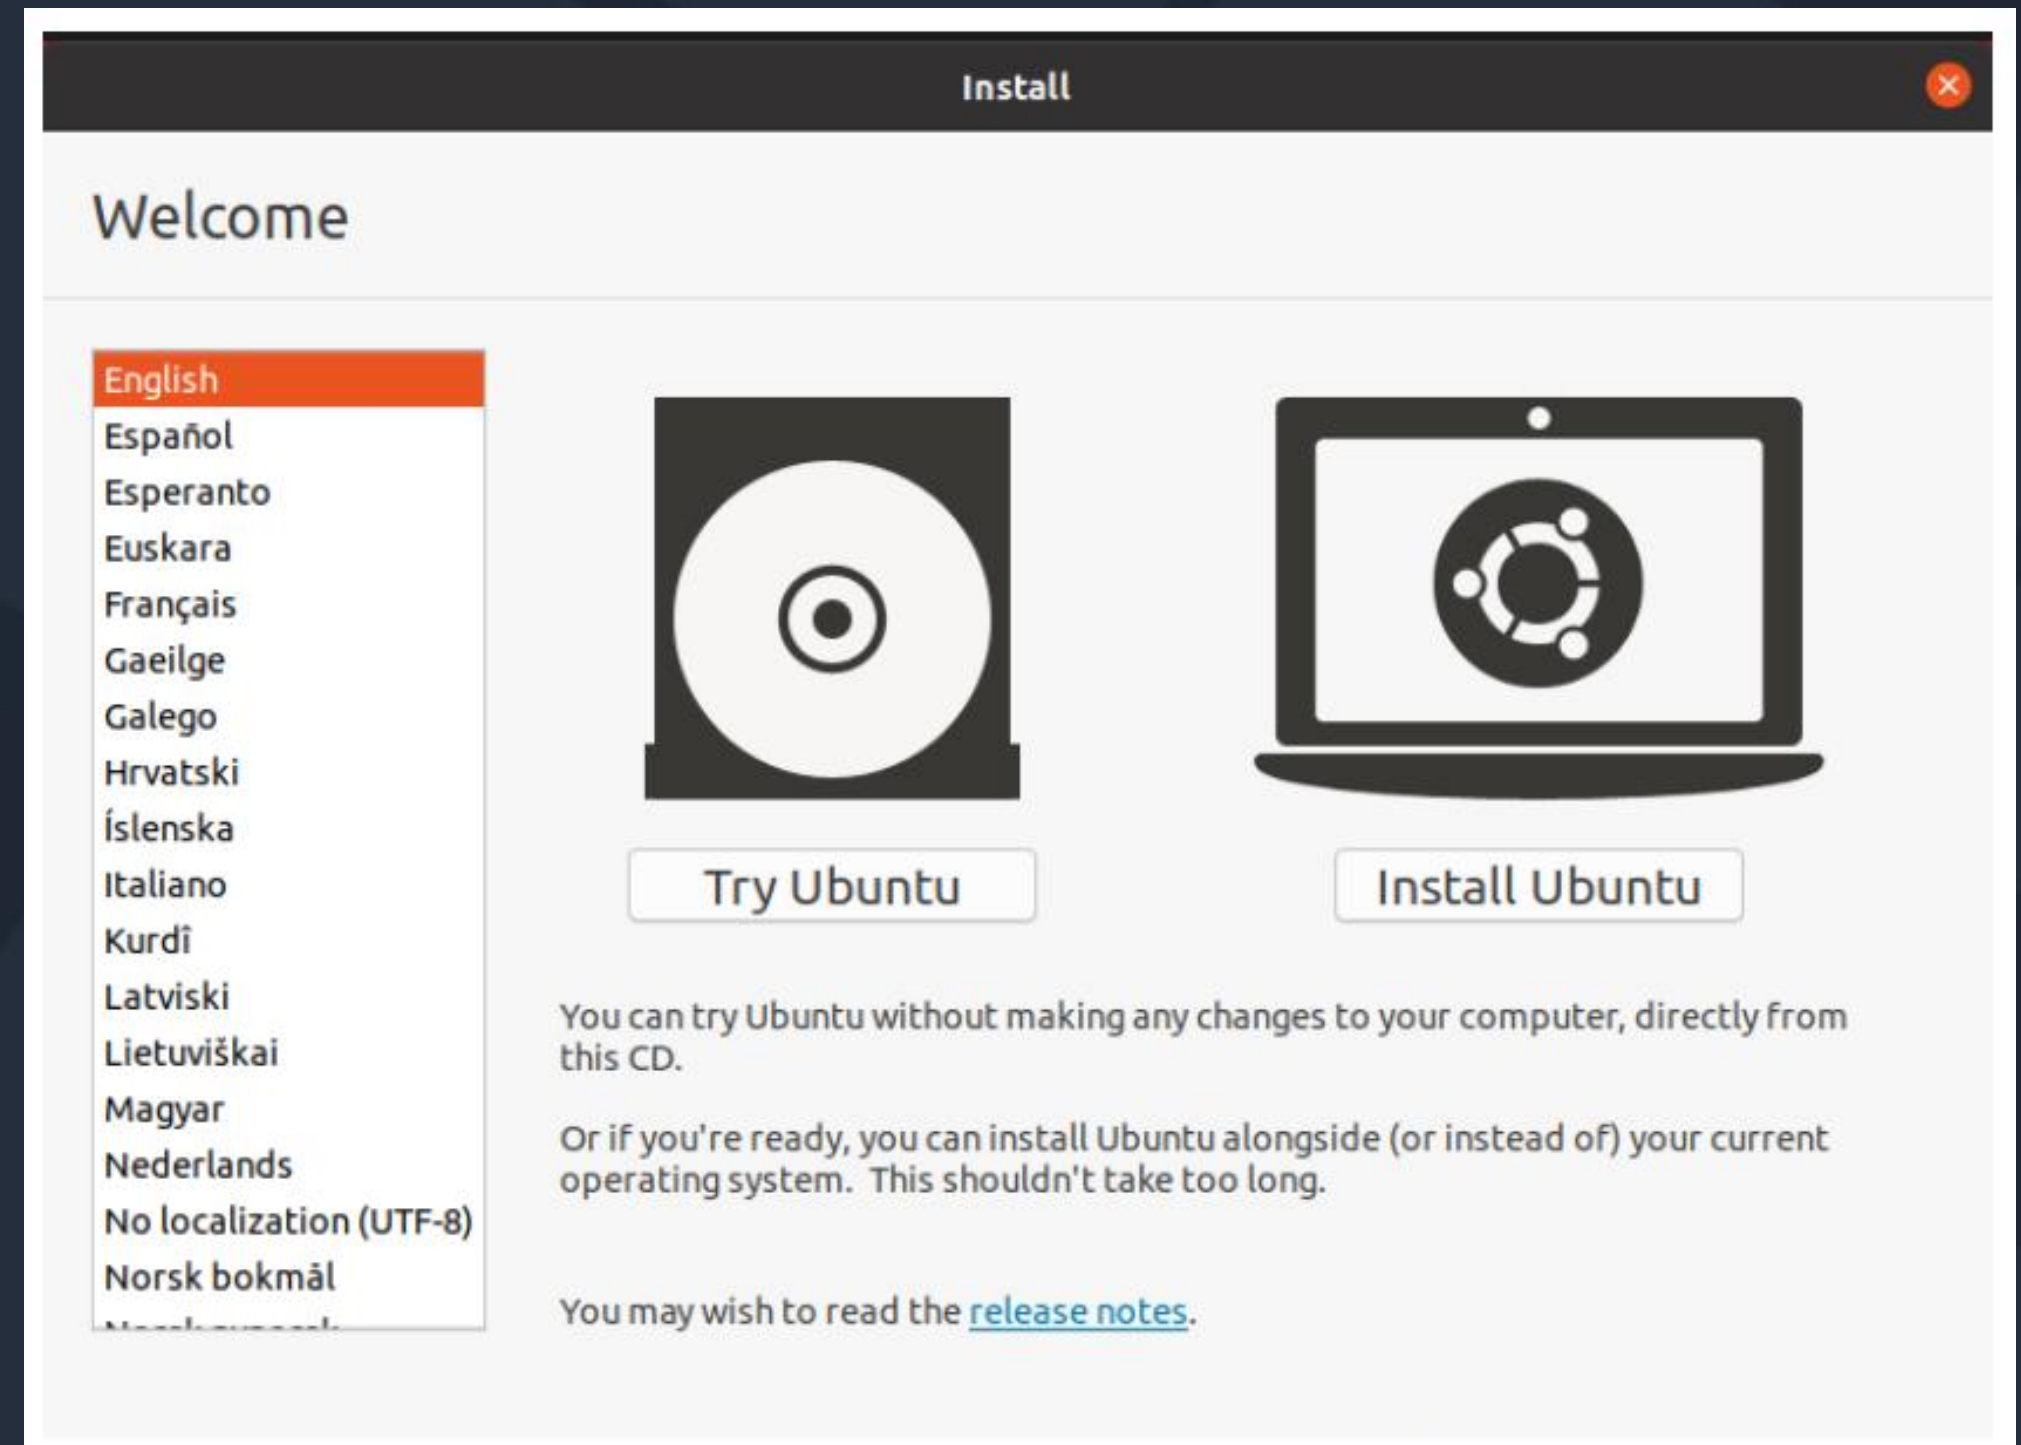 Install
Welcome
English
Español
Esperanto
Euskara
Français
Gaeilge
Galego
Hrvatski
Íslenska
Italiano
Kurdî
Latviski
Lietuviškai
Magyar
Nederlands
No localization (UTF-8)
Norsk bokmål
Try Ubuntu
Install Ubuntu
You can try Ubuntu without making any changes to your computer, directly from
this CD.
Or if you're ready, you can install Ubuntu alongside (or instead of) your current
operating system. This shouldn't take too long.
You may wish to read the release notes.